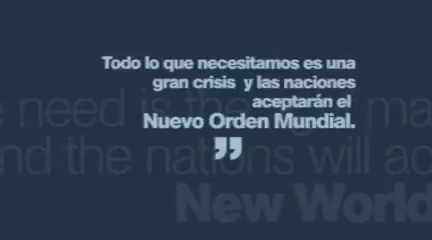 Todo lo que necesitamos es una
gran crisis y las naciones
aceptarán el
Nuevo Orden Mundial.
”
need is the
ma
nd the nations will ac
New World